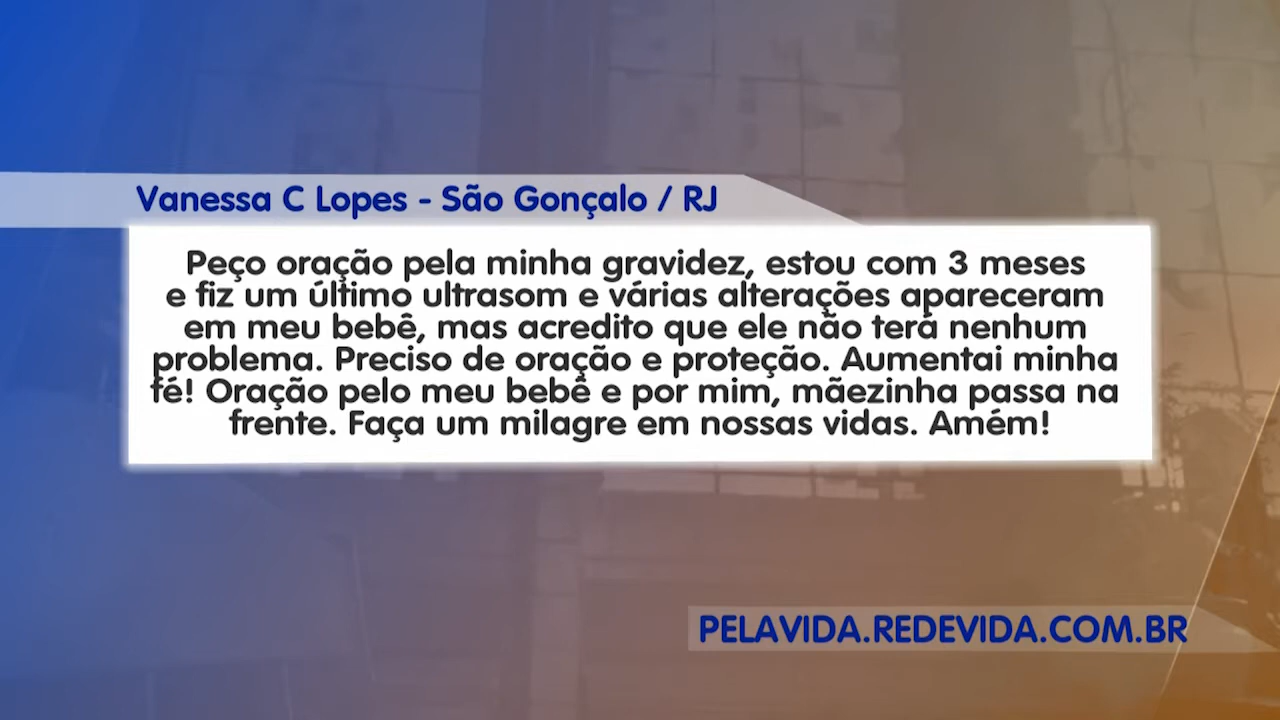 Vanessa C Lopes - São Gonçalo / RJ
Peço oração pela minha gravidez, estou com 3 meses
e fiz um último ultrasom e várias alterações apareceram
em meu bebê, mas acredito que ele não terá nenhum
problema. Preciso de oração e proteção. Aumentai minha
fé! Oração pelo meu bebê e por mim, mãezinha passa na
frente. Faça um milagre em nossas vidas. Amém!
PELAVIDA.REDEVIDA.COM.BR